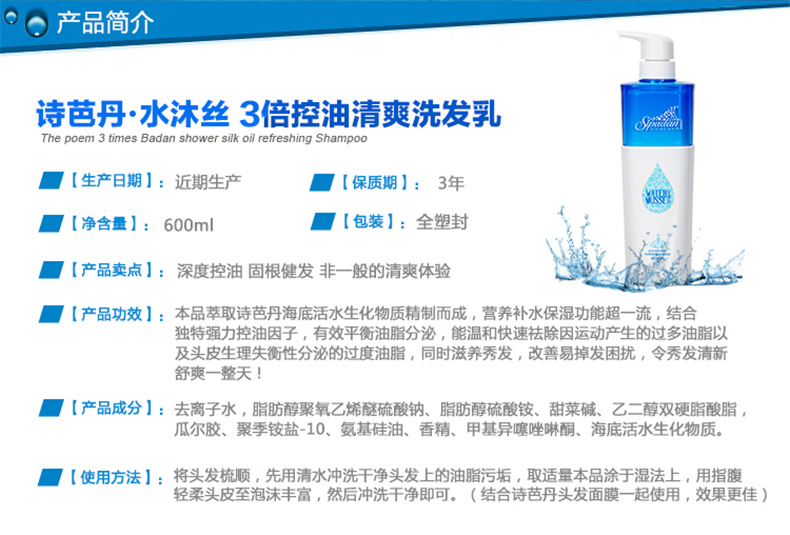 产品简介
诗芭丹·水沐丝 3倍控油清爽洗发乳
The poem 3 times Badan shower silk oil refreshing Shampoo
【生产日期】：近期生产
【保质期】：3年
【净含量】：600ml
【包装】：全塑封
【产品卖点】：深度控油 固根健发 非一般的清爽体验
【产品功效】：本品萃取诗芭丹海底活水生化物质精制而成，营养补水保湿功能超一流，结合
独特强力控油因子，有效平衡油脂分泌，能温和快速祛除因运动产生的过多油脂以
及头皮生理失衡性分泌的过度油脂，同时滋养秀发，改善易掉发困扰，令秀发清新
舒爽一整天！
【产品成分】：去离子水，脂肪醇聚氧乙烯醚硫酸钠、脂肪醇硫酸铵、甜菜碱、乙二醇双硬脂酸脂，
瓜尔胶、聚季铵盐-10、氨基硅油、香精、甲基异噻唑啉酮、海底活水生化物质。
【使用方法】：将头发梳顺，先用清水冲洗干净头发上的油脂污垢，取适量本品涂于湿法上，用指腹
轻柔头皮至泡沫丰富，然后冲洗干净即可。（结合诗芭丹头发面膜一起使用，效果更佳）
Spadan
WATER
MUSSE